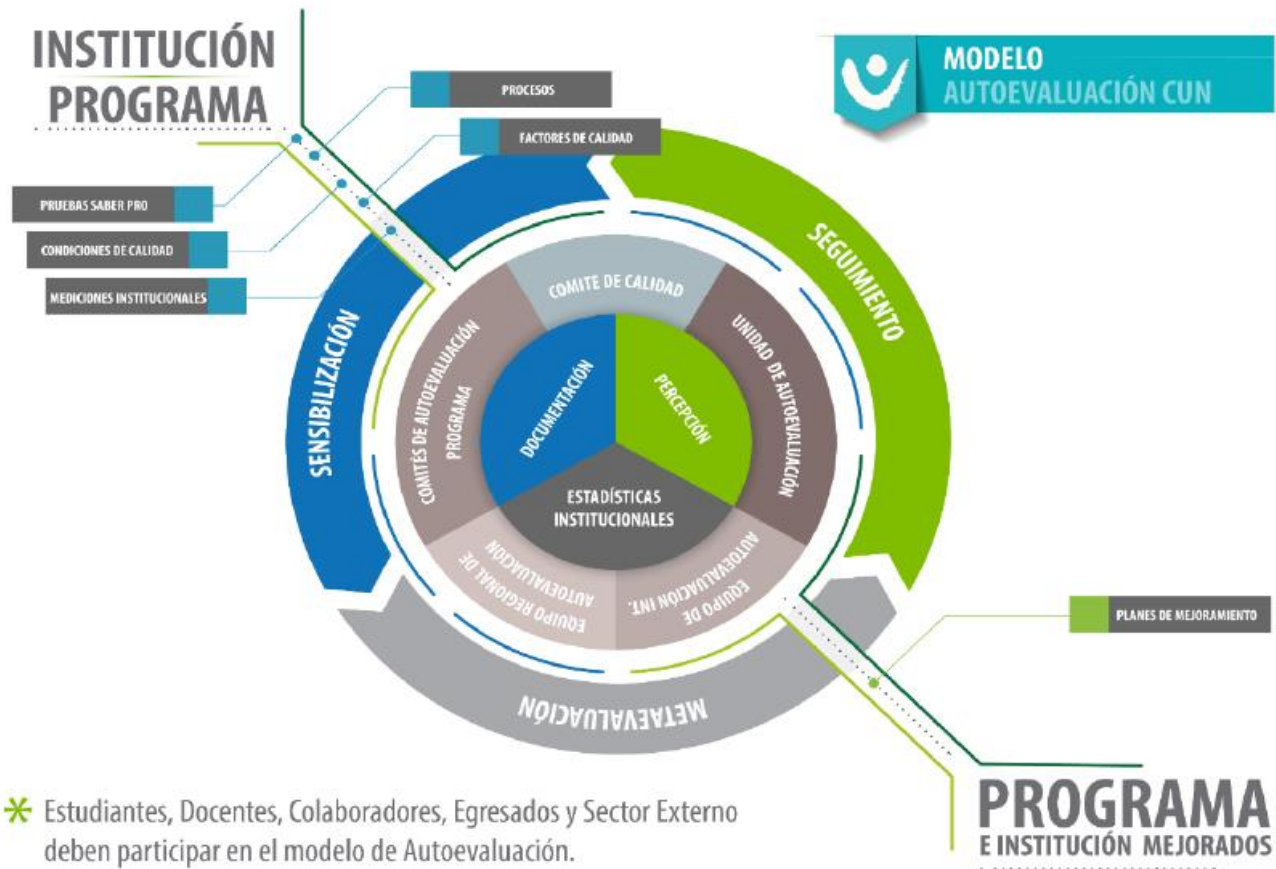 INSTITUCIÓN
PROGRAMA
MODELO
AUTOEVALUACIÓN CUN
PROCESOS
FACTORES DE CALIDAD
PRUEBAS SABER PRO
CONDICIONES DE CALIDAD
MEDICIONES INSTITUCIONALES
SENSIBILIZACIÓN
SEGUIMIENTO
METAEVALUACIÓN
COMITE DE CALIDAD
UNIDAD DE AUTOEVALUACIÓN
EQUIPO DE
AUTOEVALUACIÓN INT.
EQUIPO REGIONAL DE
AUTOEVALUACIÓN
COMITÉS DE AUTOEVALUACIÓN
PROGRAMA
DOCUMENTACIÓN
PERCEPCIÓN
ESTADÍSTICAS
INSTITUCIONALES
PLANES DE MEJORAMIENTO
PROGRAMA
E INSTITUCIÓN MEJORADOS
* Estudiantes, Docentes, Colaboradores, Egresados y Sector Externo
deben participar en el modelo de Autoevaluación.